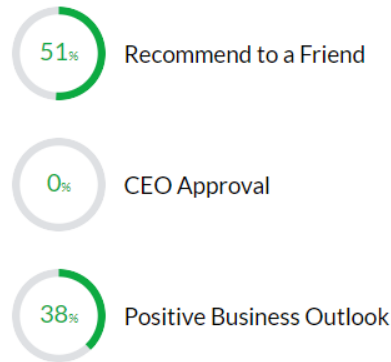 51% Recommend to a Friend
0% CEO Approval
38% Positive Business Outlook